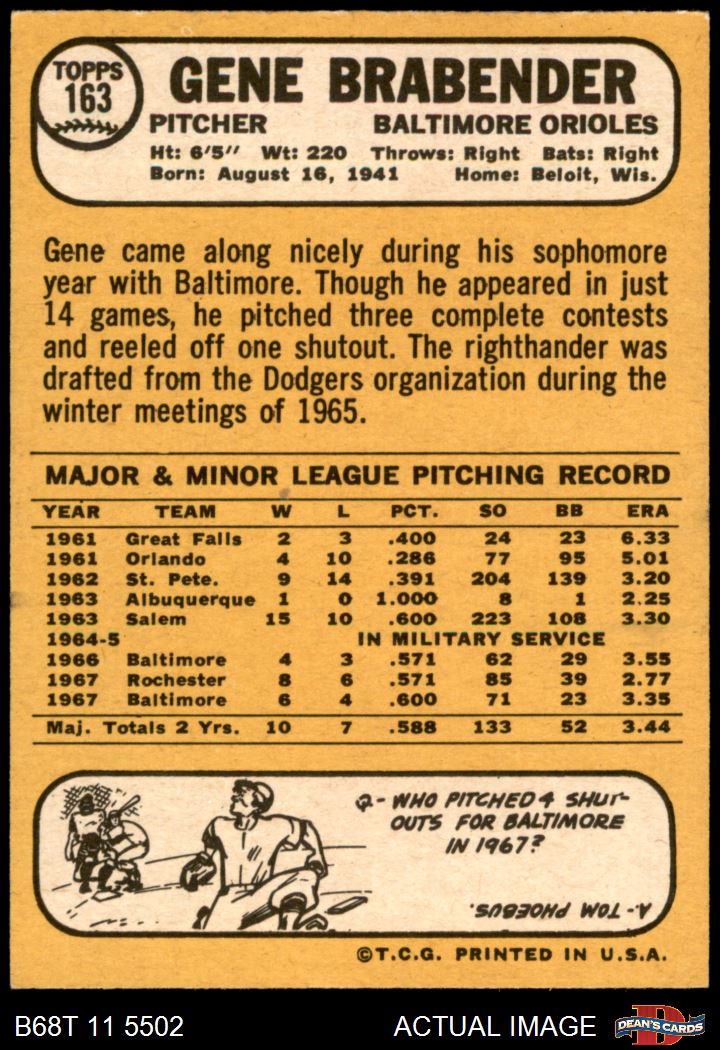 TOPPS
163
GENE BRABENDER
PITCHER BALTIMORE ORIOLES
Ht: 6'5'' Wt: 220 Throws: Right Bats: Right
Born: August 16, 1941 Home: Beloit, Wis.
Gene came along nicely during his sophomore
year with Baltimore. Though he appeared in just
14 games, he pitched three complete contests
and reeled off one shutout. The righthander was
drafted from the Dodgers organization during the
winter meetings of 1965.
MAJOR & MINOR LEAGUE PITCHING RECORD
YEAR TEAM W L PCT. SO BB ERA
1961 Great Falls 2 3 .400 24 23 6.33
1961 Orlando 4 10 .286 77 95 5.01
1962 St. Pete. 9 14 .391 204 139 3.20
1963 Albuquerque 1 0 1.000 8 1 2.25
1963 Salem 15 10 .600 223 108 3.30
1964-5 IN MILITARY SERVICE
1966 Baltimore 4 3 .571 62 29 3.55
1967 Rochester 8 6 .571 85 39 2.77
1967 Baltimore 6 4 .600 71 23 3.35
Maj. Totals 2 Yrs. 10 7 .588 133 52 3.44
Q- WHO PITCHED 4 SHUT-
OUTS FOR BALTIMORE
IN 1967?
A- TOM PHOEBUS.
©T.C.G. PRINTED IN U.S.A.
B68T 11 5502 ACTUAL IMAGE
DEAN'S CARDS